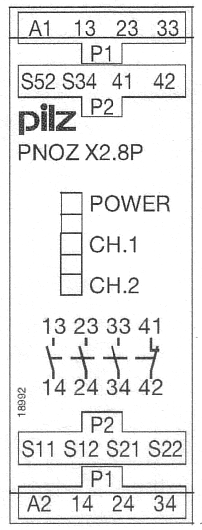 A1 13 23 33
P1
S52 S34 41 42
P2
pilz
PNOZ X2.8P
POWER
CH.1
CH.2
13 23 33 41
14 24 34 42
18992
P2
S11 S12 S21 S22
P1
A2 14 24 34